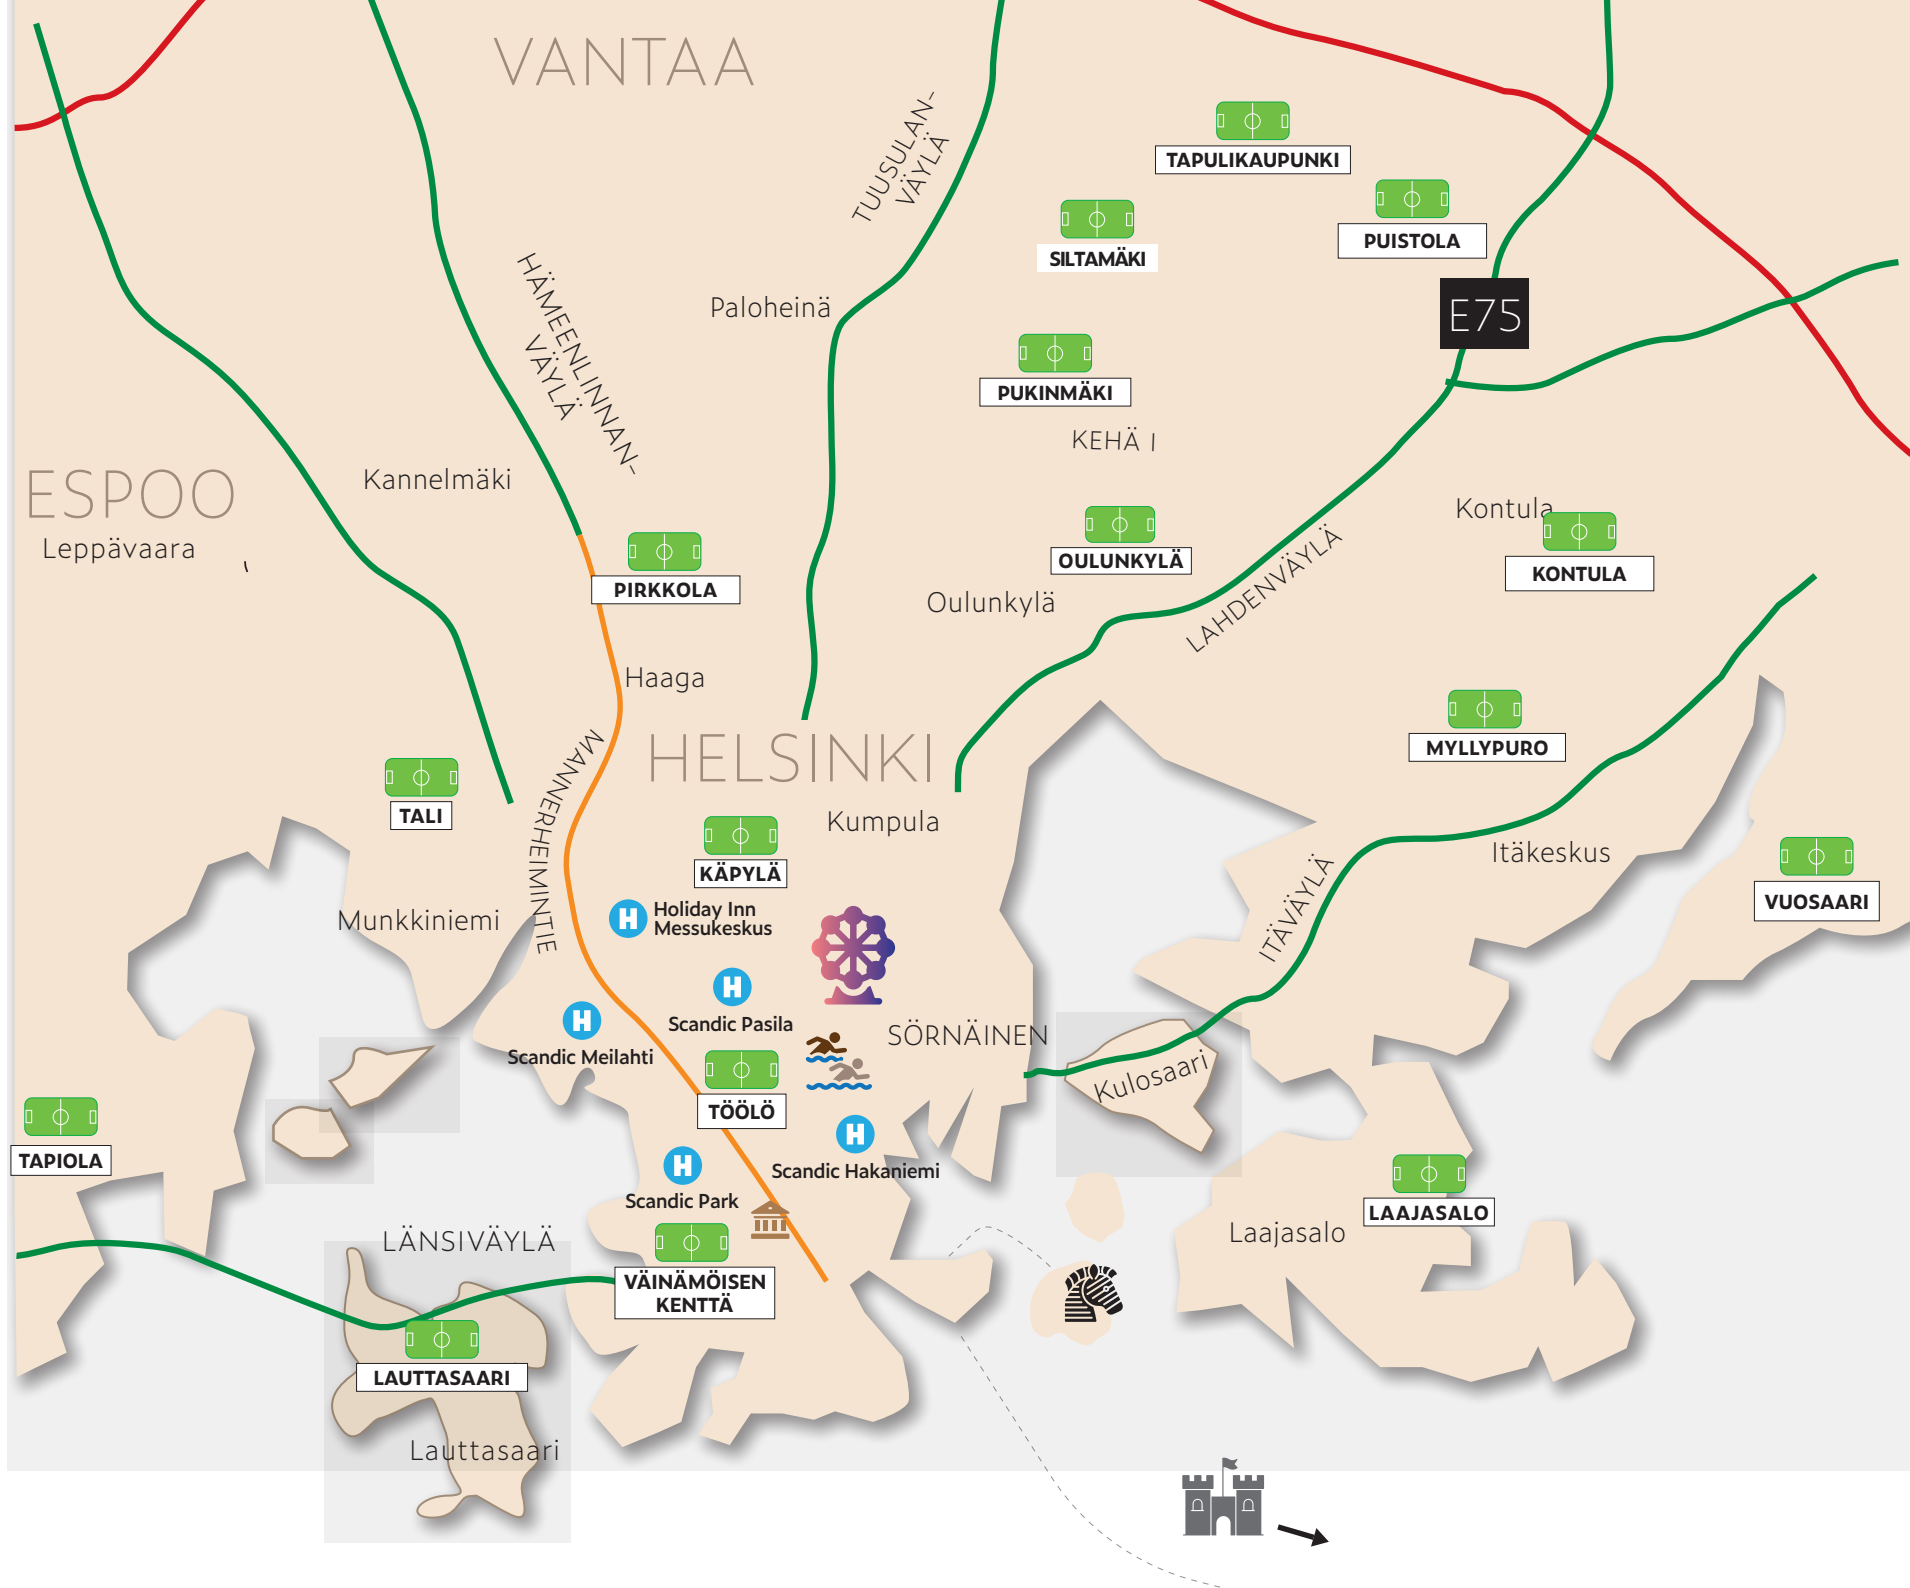 VANTAA
TUUSULAN-
VÄYLÄ
TAPULIKAUPUNKI
PUISTOLA
SILTAMÄKI
HÄMEENLINNAN-
VÄYLÄ
Paloheinä
E75
PUKINMÄKI
KEHÄ I
ESPOO
Leppävaara
Kannelmäki
Kontula
KONTULA
PIRKKOLA
OULUNKYLÄ
Oulunkylä
LAHDENVÄYLÄ
Haaga
HELSINKI
MANNERHEIMINTIE
MYLLYPURO
TALI
Kumpula
KÄPYLÄ
Itäkeskus
ITÄVÄYLÄ
VUOSAARI
Munkkiniemi
H
Holiday Inn
Messukeskus
H
Scandic Pasila
H
Scandic Meilahti
SÖRNÄINEN
Kulosaari
TÖÖLÖ
H
Scandic Hakaniemi
TAPIOLA
H
Scandic Park
LAAJASALO
Laajasalo
LÄNSIVÄYLÄ
VÄINÄMÖISEN
KENTTÄ
LAUTTASAARI
Lauttasaari